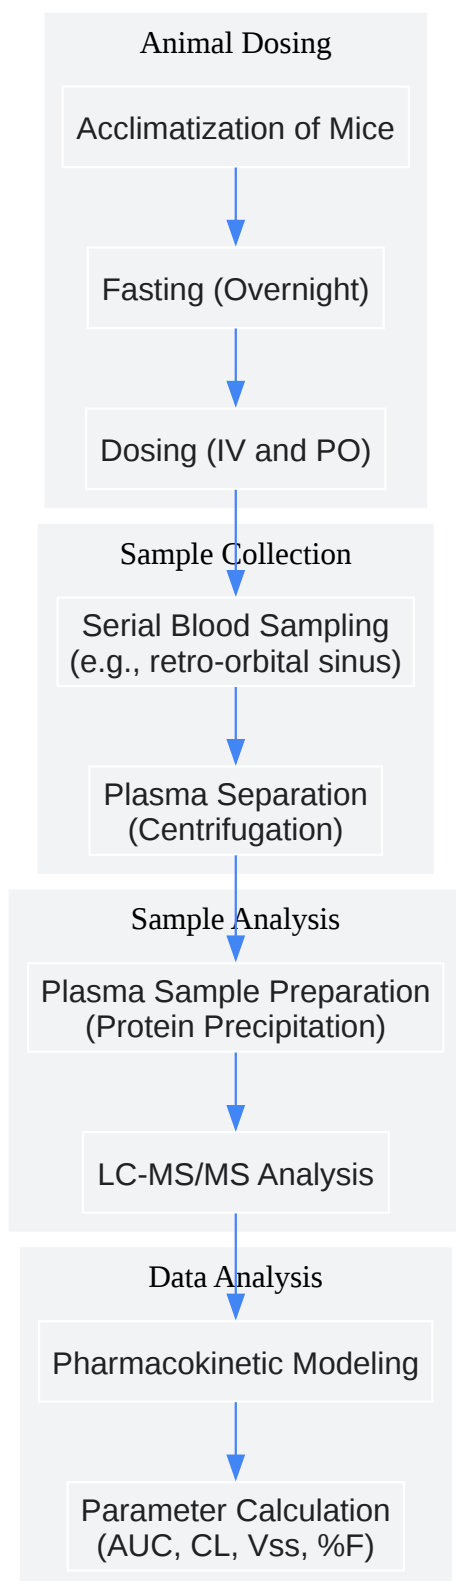 Animal Dosing
Acclimatization of Mice
Fasting (Overnight)
Dosing (IV and PO)
Sample Collection
Serial Blood Sampling
(e.g., retro-orbital sinus)
Plasma Separation
(Centrifugation)
Sample Analysis
Plasma Sample Preparation
(Protein Precipitation)
LC-MS/MS Analysis
Data Analysis
Pharmacokinetic Modeling
Parameter Calculation
(AUC, CL, Vss, %F)